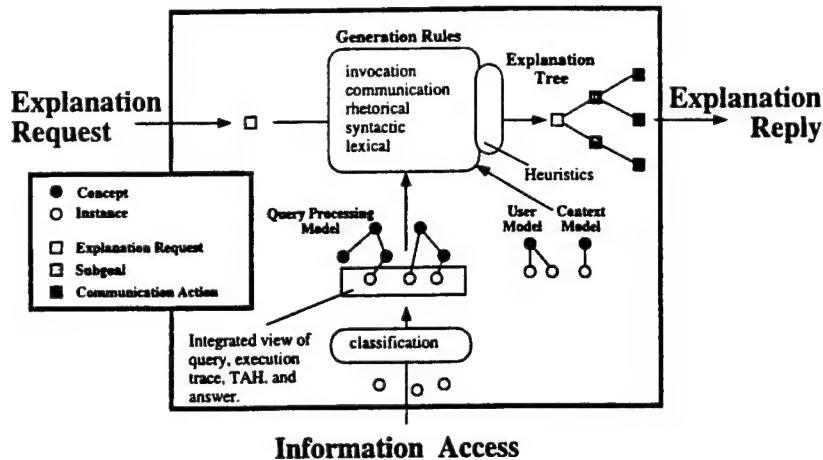 Generation Rules
invocation
communication
rhetorical
syntactic
lexical
Explanation
Tree
Heuristics
Explanation
Request
Explanation
Reply
Concept
Instance
Explanation Request
Subgoal
Communication Action
Query Processing
Model
User
Model
Context
Model
Integrated view of
query, execution
trace, TAH, and
answer.
classification
Information Access